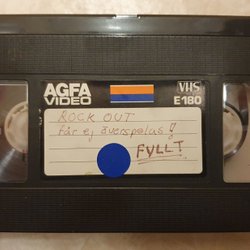 AGFA
VIDEO
VHS
E180
ROCK OUT
får ej överspelas!
FYLLT